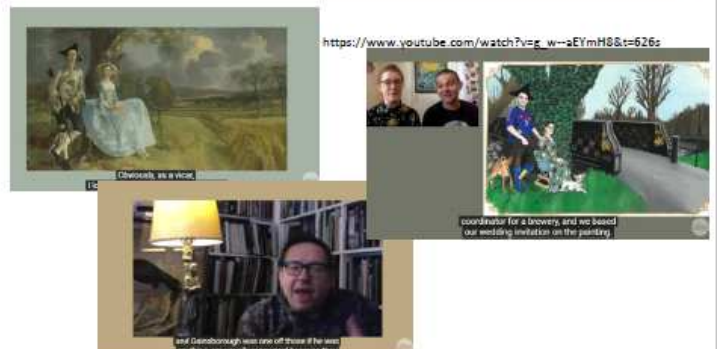 https://www.youtube.com/watch?v=g_w--aEYmH8&t=626s
Obviously, as a vicar,
coordinator for a brewery, and we based
our wedding invitation on the painting.
and Gainsborough was one off those if he was